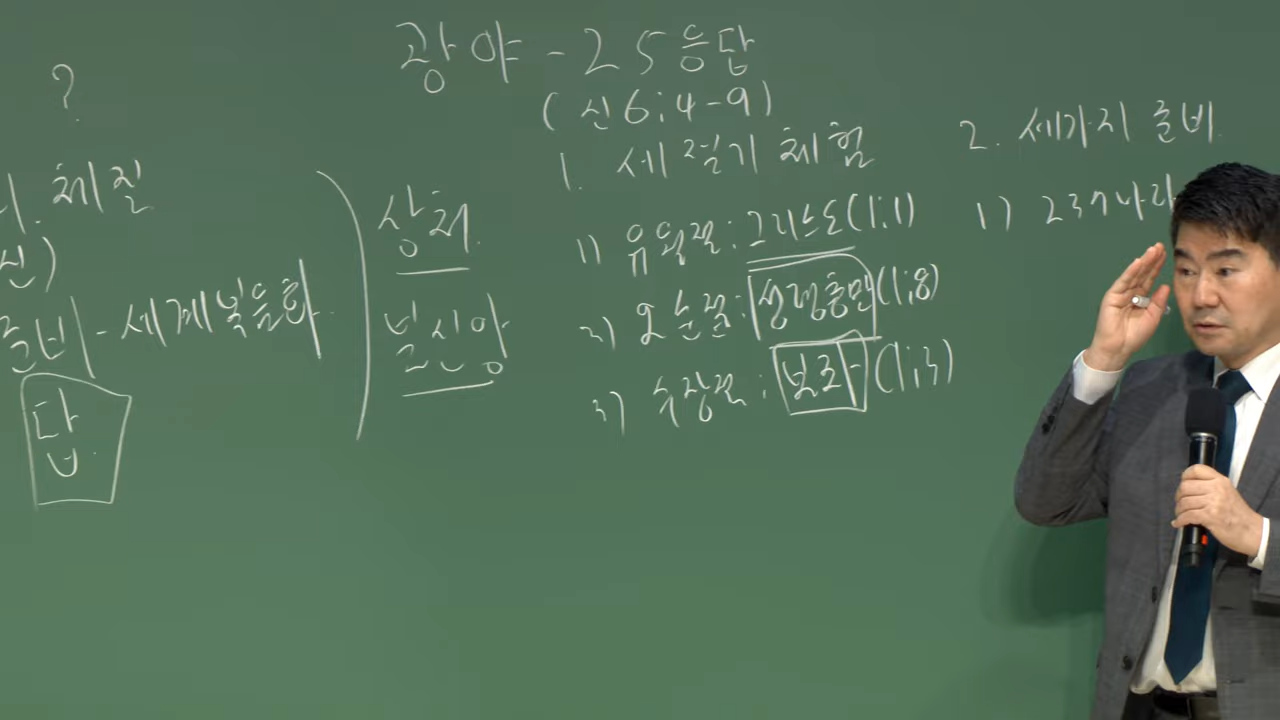 ?
체질
신)
준비 - 세계복음화
답
상처
불신앙
광야 - 25응답
(신6:4-9)
1. 세절기 체험
1) 유월절 : 그리스도(1:1)
2) 오순절 : 성령충만(1:8)
3) 수장절 : 보좌(1:3)
2. 세가지 준비
1) 237나라